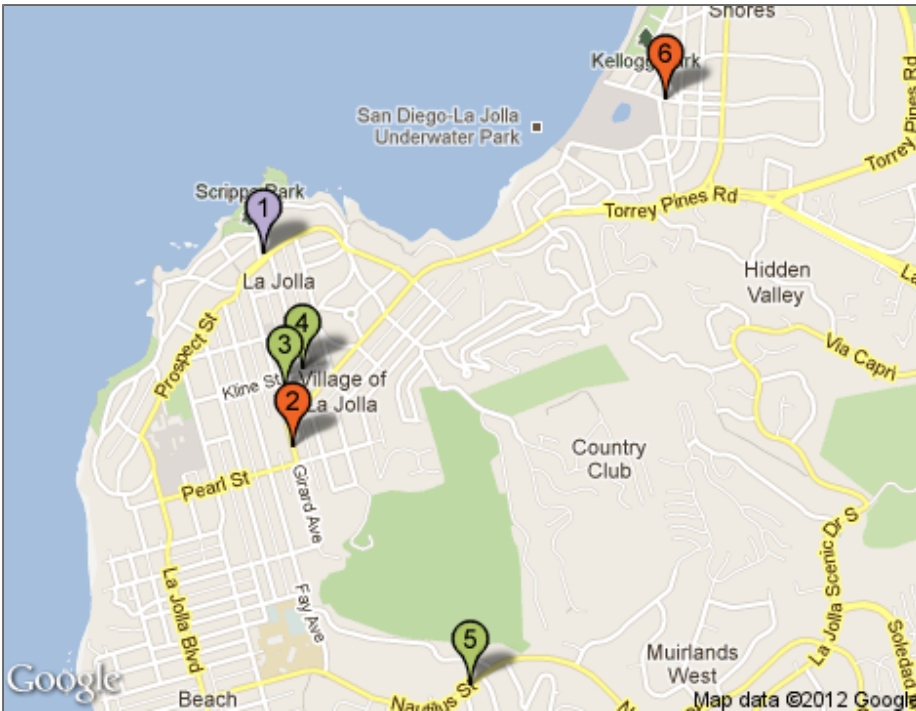 Shores
Kellogg Park
6
San Diego-La Jolla
Underwater Park
Torrey Pines Rd
Torrey Pines Rd
Scripps Park
1
La Jolla
Hidden
Valley
La
Prospect St
4
3
Kline St
Village of
La Jolla
2
Via Capri
Country
Club
Pearl St
Girard Ave
La Jolla Scenic Dr S
La Jolla Blvd
Fay Ave
5
Muirlands
West
Soledad
Google
Beach
Nautilus St
Map data ©2012 Google